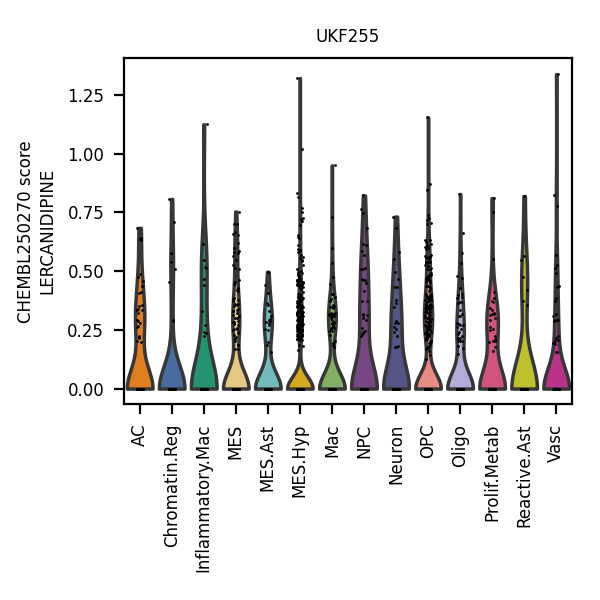 UKF255
CHEMBL250270 score
LERCANIDIPINE
1.25
1.00
0.75
0.50
0.25
0.00
AC
Chromatin.Reg
Inflammatory.Mac
MES
MES.Ast
MES.Hyp
Mac
NPC
Neuron
OPC
Oligo
Prolif.Metab
Reactive.Ast
Vasc